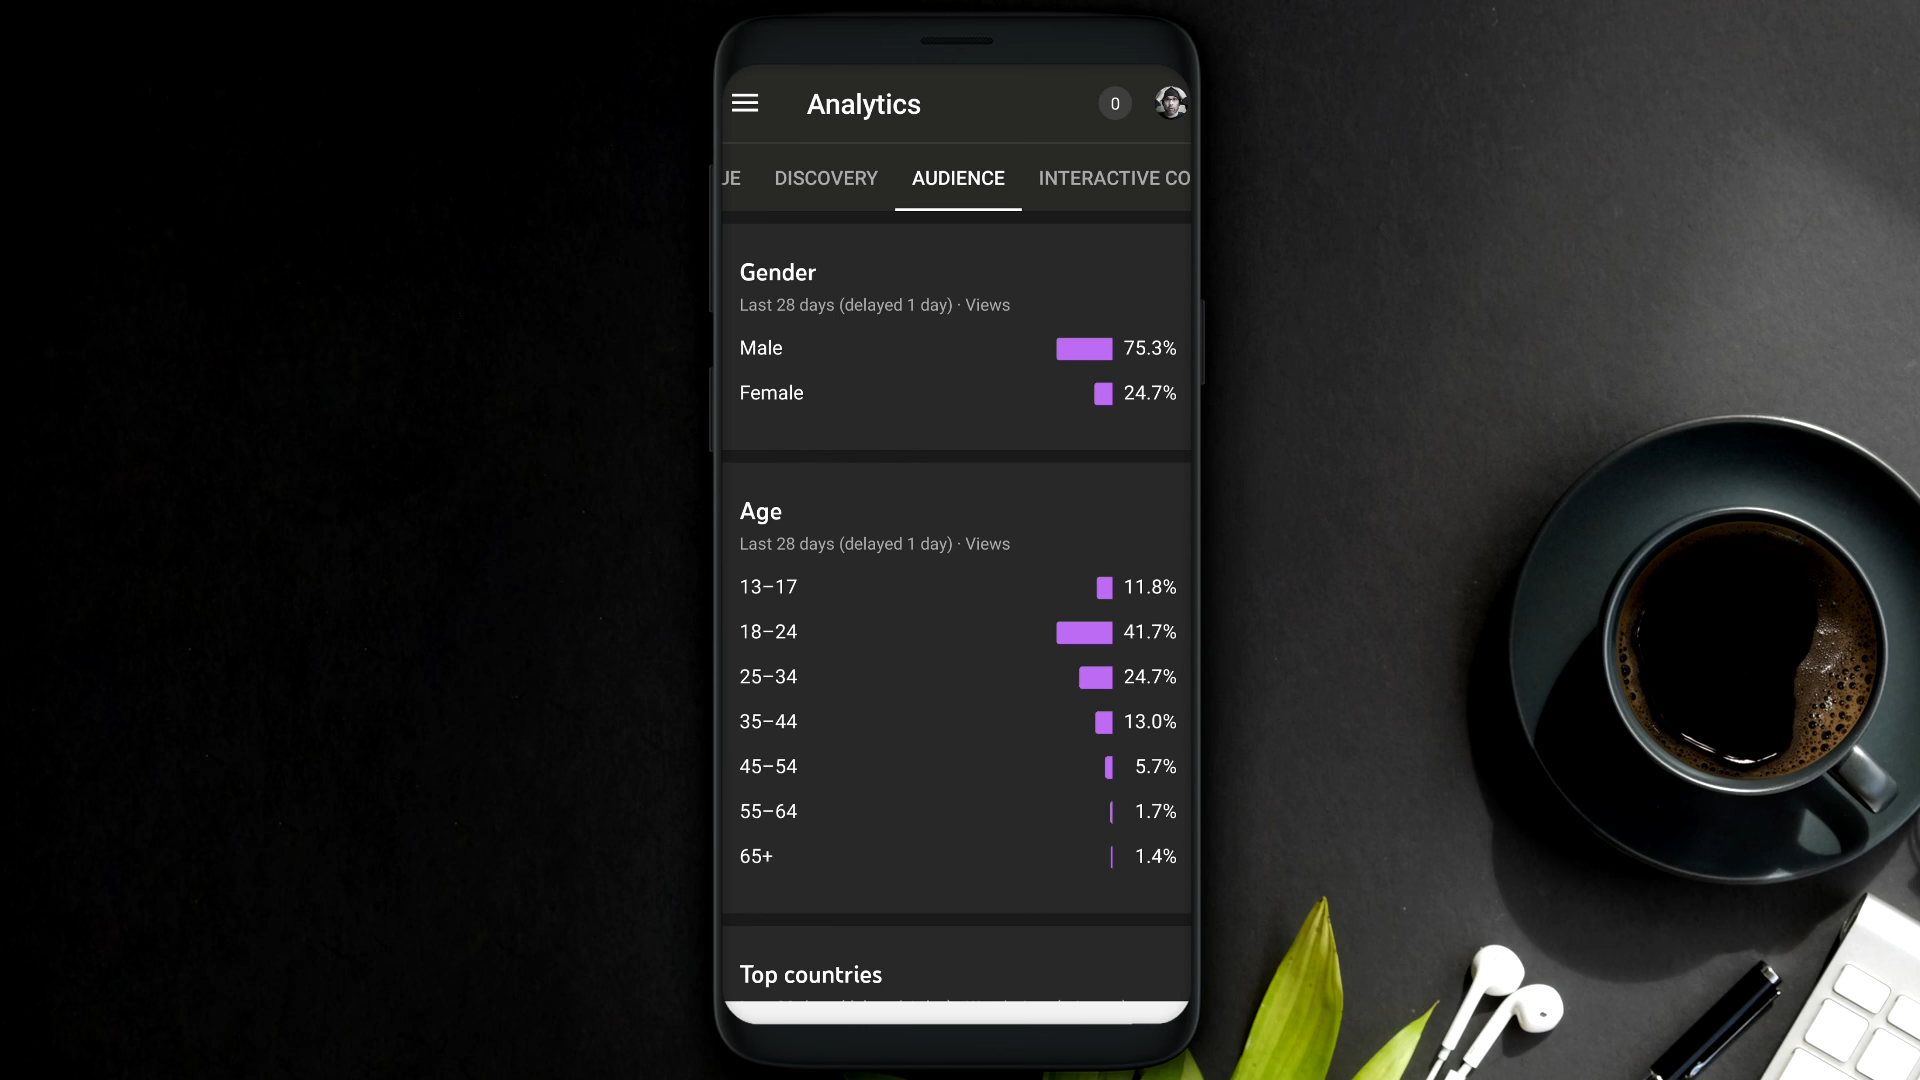 Analytics
0
UE DISCOVERY AUDIENCE INTERACTIVE CO
Gender
Last 28 days (delayed 1 day) · Views
Male 75.3%
Female 24.7%
Age
Last 28 days (delayed 1 day) · Views
13–17 11.8%
18–24 41.7%
25–34 24.7%
35–44 13.0%
45–54 5.7%
55–64 1.7%
65+ 1.4%
Top countries